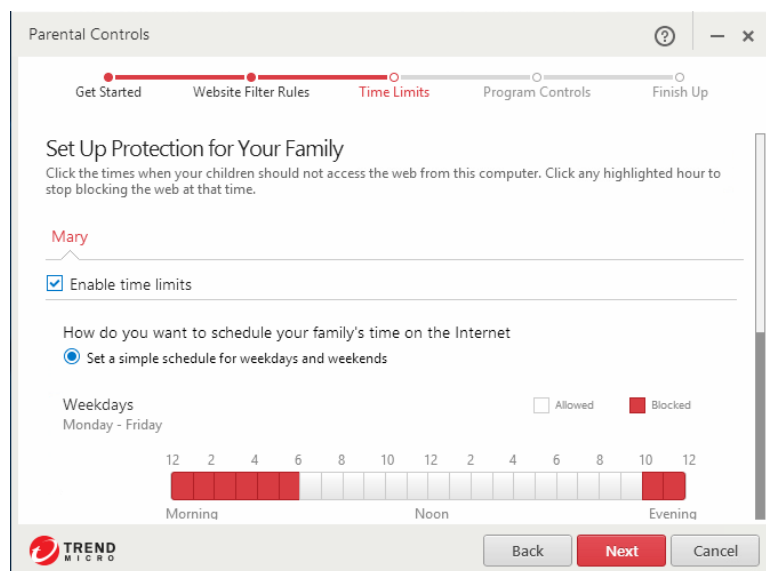 Parental Controls
?
Get Started Website Filter Rules Time Limits Program Controls Finish Up
Set Up Protection for Your Family
Click the times when your children should not access the web from this computer. Click any highlighted hour to
stop blocking the web at that time.
Mary
Enable time limits
How do you want to schedule your family's time on the Internet
Set a simple schedule for weekdays and weekends
Weekdays
Allowed Blocked
Monday - Friday
12 2 4 6 8 10 12 2 4 6 8 10 12
Morning Noon Evening
TREND
MICRO
Back Next Cancel